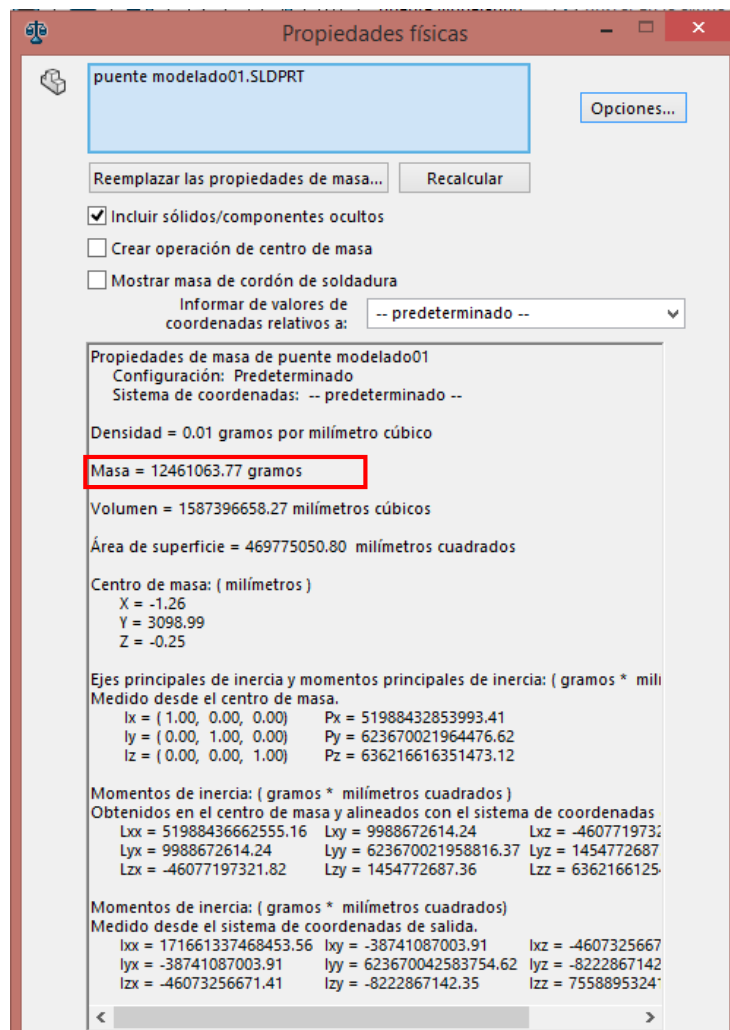 Propiedades físicas
puente modelado01.SLDPRT
Opciones...
Reemplazar las propiedades de masa...
Recalcular
Incluir sólidos/componentes ocultos
Crear operación de centro de masa
Mostrar masa de cordón de soldadura
Informar de valores de
coordenadas relativos a:
-- predeterminado --
Propiedades de masa de puente modelado01
Configuración: Predeterminado
Sistema de coordenadas: -- predeterminado --
Densidad = 0.01 gramos por milímetro cúbico
Masa = 12461063.77 gramos
Volumen = 1587396658.27 milímetros cúbicos
Área de superficie = 469775050.80 milímetros cuadrados
Centro de masa: ( milímetros )
X = -1.26
Y = 3098.99
Z = -0.25
Ejes principales de inercia y momentos principales de inercia: ( gramos * mili
Medido desde el centro de masa.
Ix = ( 1.00, 0.00, 0.00) Px = 51988432853993.41
Iy = ( 0.00, 1.00, 0.00) Py = 623670021964476.62
Iz = ( 0.00, 0.00, 1.00) Pz = 636216616351473.12
Momentos de inercia: ( gramos * milímetros cuadrados )
Obtenidos en el centro de masa y alineados con el sistema de coordenadas
Lxx = 51988436662555.16 Lxy = 9988672614.24 Lxz = -4607719732
Lyx = 9988672614.24 Lyy = 623670021958816.37 Lyz = 1454772687
Lzx = -46077197321.82 Lzy = 1454772687.36 Lzz = 6362166125
Momentos de inercia: ( gramos * milímetros cuadrados)
Medido desde el sistema de coordenadas de salida.
Ixx = 171661337468453.56 Ixy = -38741087003.91 Ixz = -4607325667
Iyx = -38741087003.91 Iyy = 623670042583754.62 Iyz = -8222867142
Izx = -46073256671.41 Izy = -8222867142.35 Izz = 7558895324